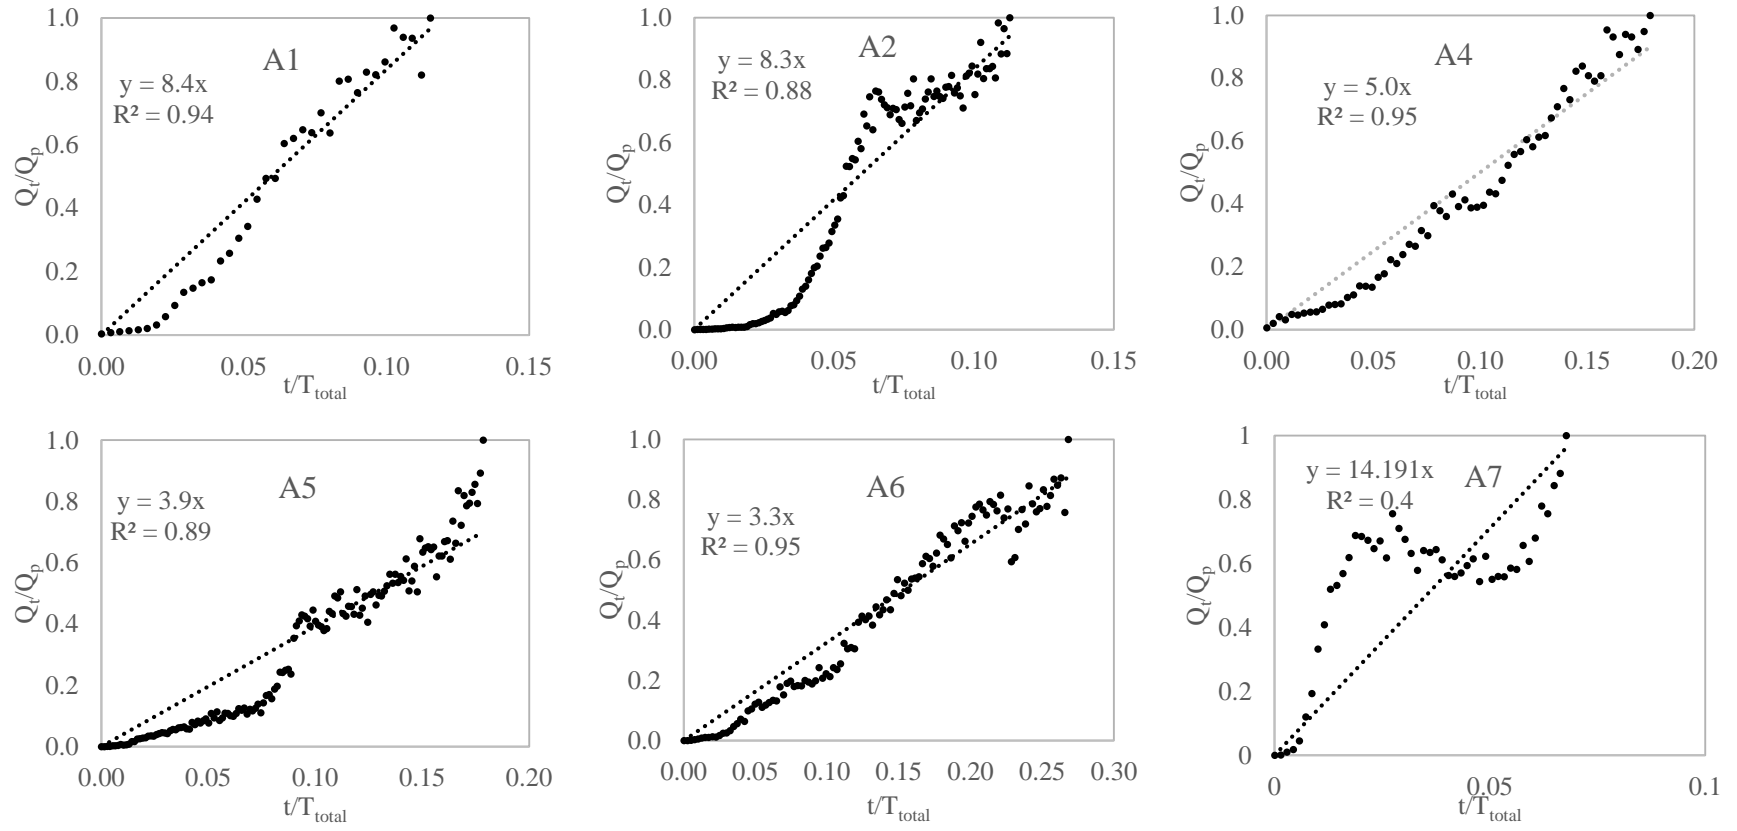 A1
y = 8.4x
R² = 0.94
Qt/Qp
1.0
0.8
0.6
0.4
0.2
0.0
0.00 0.05 0.10 0.15
t/Ttotal
A2
y = 8.3x
R² = 0.88
Qt/Qp
1.0
0.8
0.6
0.4
0.2
0.0
0.00 0.05 0.10 0.15
t/Ttotal
A4
y = 5.0x
R² = 0.95
Qt/Qp
1.0
0.8
0.6
0.4
0.2
0.0
0.00 0.05 0.10 0.15 0.20
t/Ttotal
A5
y = 3.9x
R² = 0.89
Qt/Qp
1.0
0.8
0.6
0.4
0.2
0.0
0.00 0.05 0.10 0.15 0.20
t/Ttotal
A6
y = 3.3x
R² = 0.95
Qt/Qp
1.0
0.8
0.6
0.4
0.2
0.0
0.00 0.05 0.10 0.15 0.20 0.30
t/Ttotal
A7
y = 14.191x
R² = 0.4
Qt/Qp
1
0.8
0.6
0.4
0.2
0
0 0.05 0.1
t/Ttotal